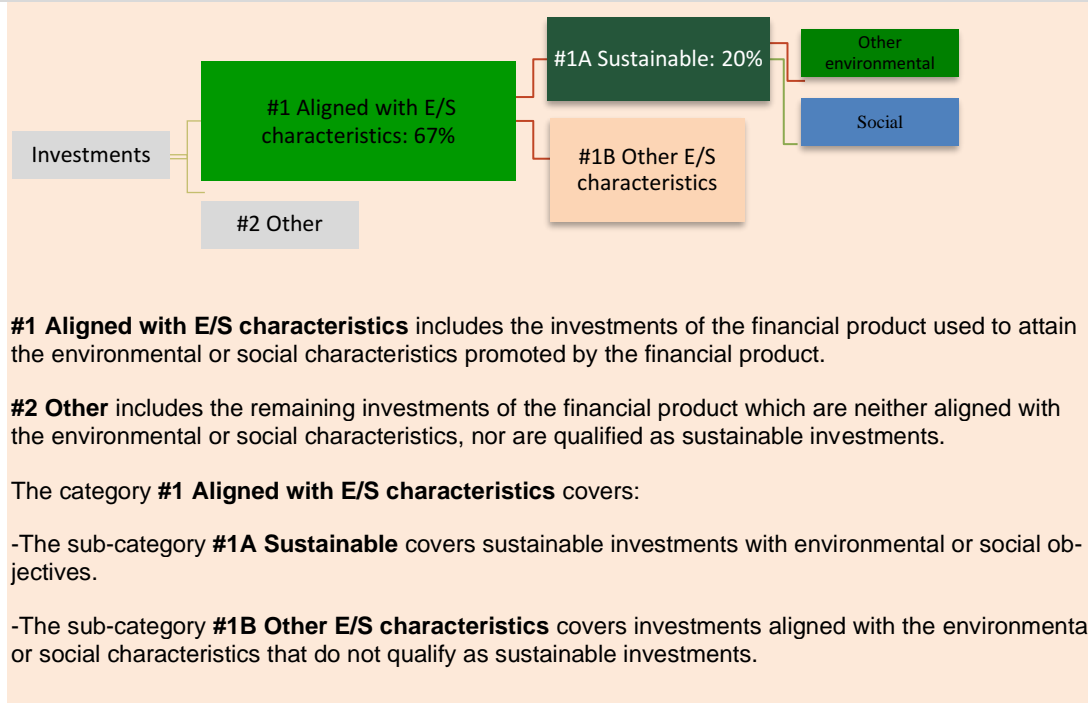 Investments
#1 Aligned with E/S
characteristics: 67%
#2 Other
#1A Sustainable: 20%
#1B Other E/S
characteristics
Other
environmental
Social
#1 Aligned with E/S characteristics includes the investments of the financial product used to attain
the environmental or social characteristics promoted by the financial product.
#2 Other includes the remaining investments of the financial product which are neither aligned with
the environmental or social characteristics, nor are qualified as sustainable investments.
The category #1 Aligned with E/S characteristics covers:
-The sub-category #1A Sustainable covers sustainable investments with environmental or social ob-
jectives.
-The sub-category #1B Other E/S characteristics covers investments aligned with the environmenta
or social characteristics that do not qualify as sustainable investments.